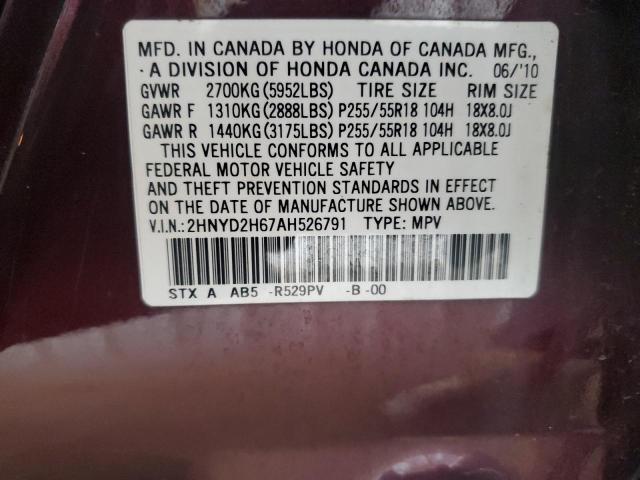 MFD. IN CANADA BY HONDA OF CANADA MFG.,
A DIVISION OF HONDA CANADA INC. 06/'10
GVWR 2700KG(5952LBS) TIRE SIZE RIM SIZE
GAWR F 1310KG(2888LBS) P255/55R18 104H 18X8.0J
GAWR R 1440KG(3175LBS) P255/55R18 104H 18X8.0J
THIS VEHICLE CONFORMS TO ALL APPLICABLE
FEDERAL MOTOR VEHICLE SAFETY
AND THEFT PREVENTION STANDARDS IN EFFECT
ON THE DATE OF MANUFACTURE SHOWN ABOVE.
V.I.N.:2HNYD2H67AH526791 TYPE: MPV
STX A AB5 -R529PV -B -00